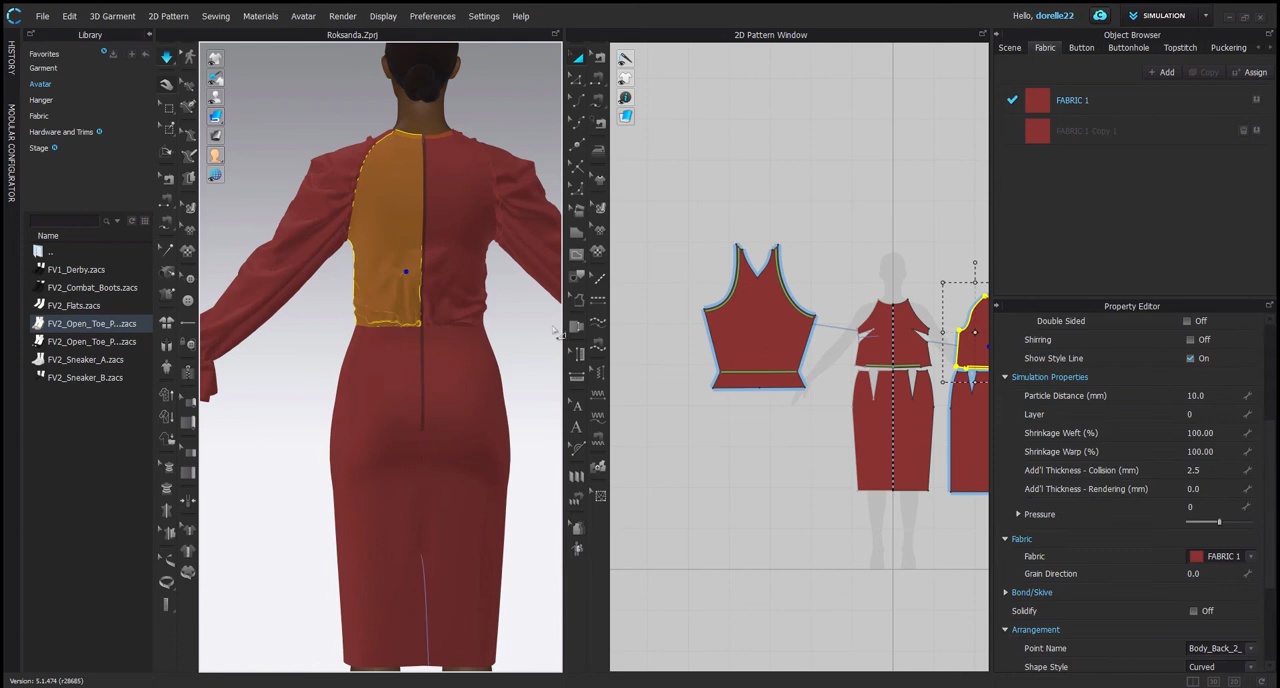 File Edit 3D Garment 2D Pattern Sewing Materials Avatar Render Display Preferences Settings Help
Hello, dorelle22
SIMULATION
Library
Roksanda.Zprj
2D Pattern Window
Object Browser
HISTORY
MODULAR CONFIGURATOR
Favorites
Garment
Avatar
Hanger
Fabric
Hardware and Trims
Stage
Name
..
FV1_Derby.zacs
FV2_Combat_Boots.zacs
FV2_Flats.zacs
FV2_Open_Toe_P...zacs
FV2_Open_Toe_P...zacs
FV2_Sneaker_A.zacs
FV2_Sneaker_B.zacs
Scene Fabric Button Buttonhole Topstitch Puckering
+ Add Copy Assign
FABRIC 1
FABRIC 1 Copy 1
Property Editor
Double Sided Off
Shirring On
Show Style Line On
Simulation Properties
Particle Distance (mm) 10.0
Layer 0
Shrinkage Weft (%) 100.00
Shrinkage Warp (%) 100.00
Add'l Thickness - Collision (mm) 2.5
Add'l Thickness - Rendering (mm) 0.0
Pressure 0
Fabric
Fabric FABRIC 1
Grain Direction 0.0
Bond/Skive
Solidify Off
Arrangement
Point Name Body_Back_2_
Shape Style Curved
Version: 5.1.474 (r28685)
3D 2D